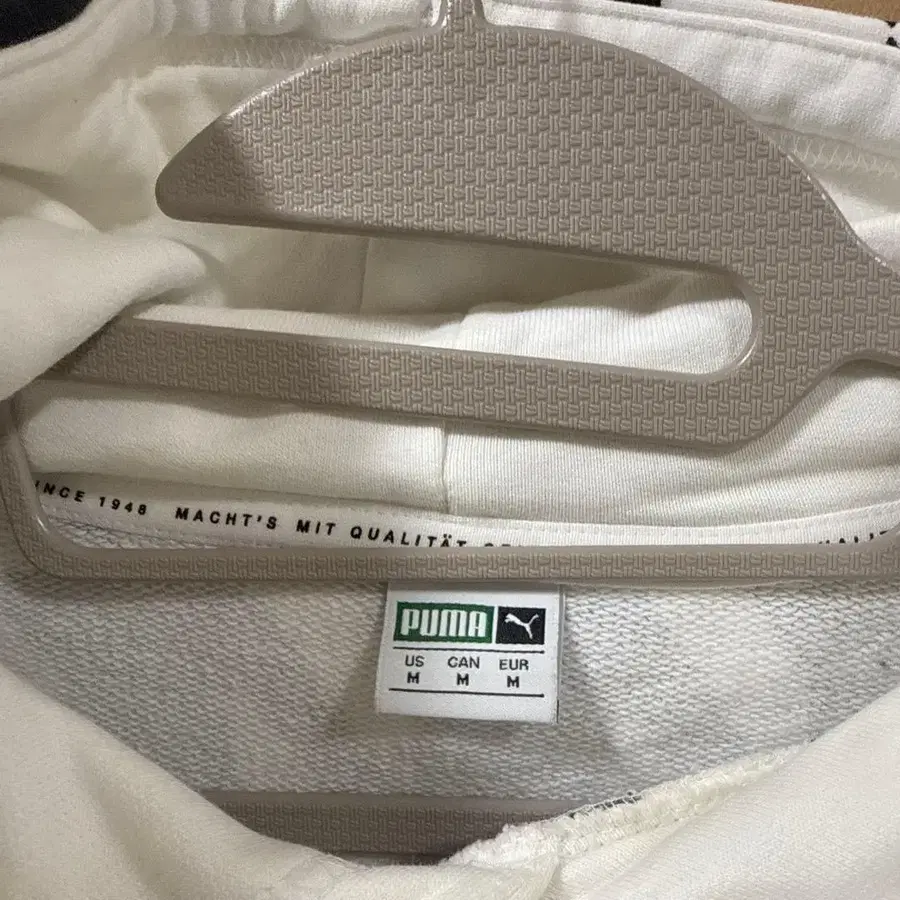 INCE 1948 MACHT'S MIT QUALITÄT
PUMA
US CAN EUR
M M M